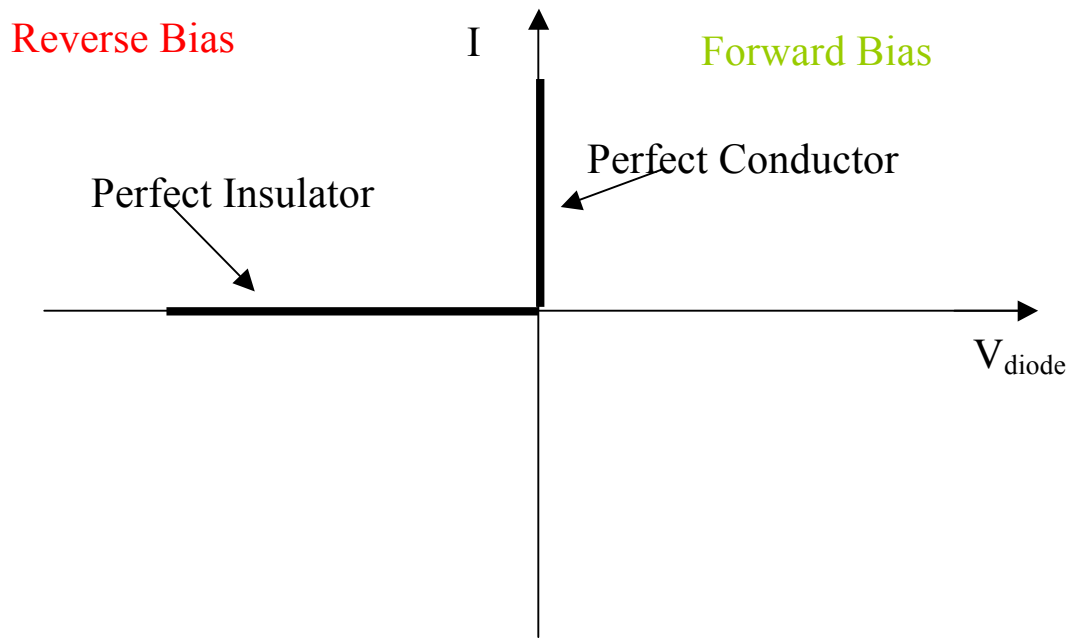 Reverse Bias
I
Forward Bias
Perfect Conductor
Perfect Insulator
Vdiode